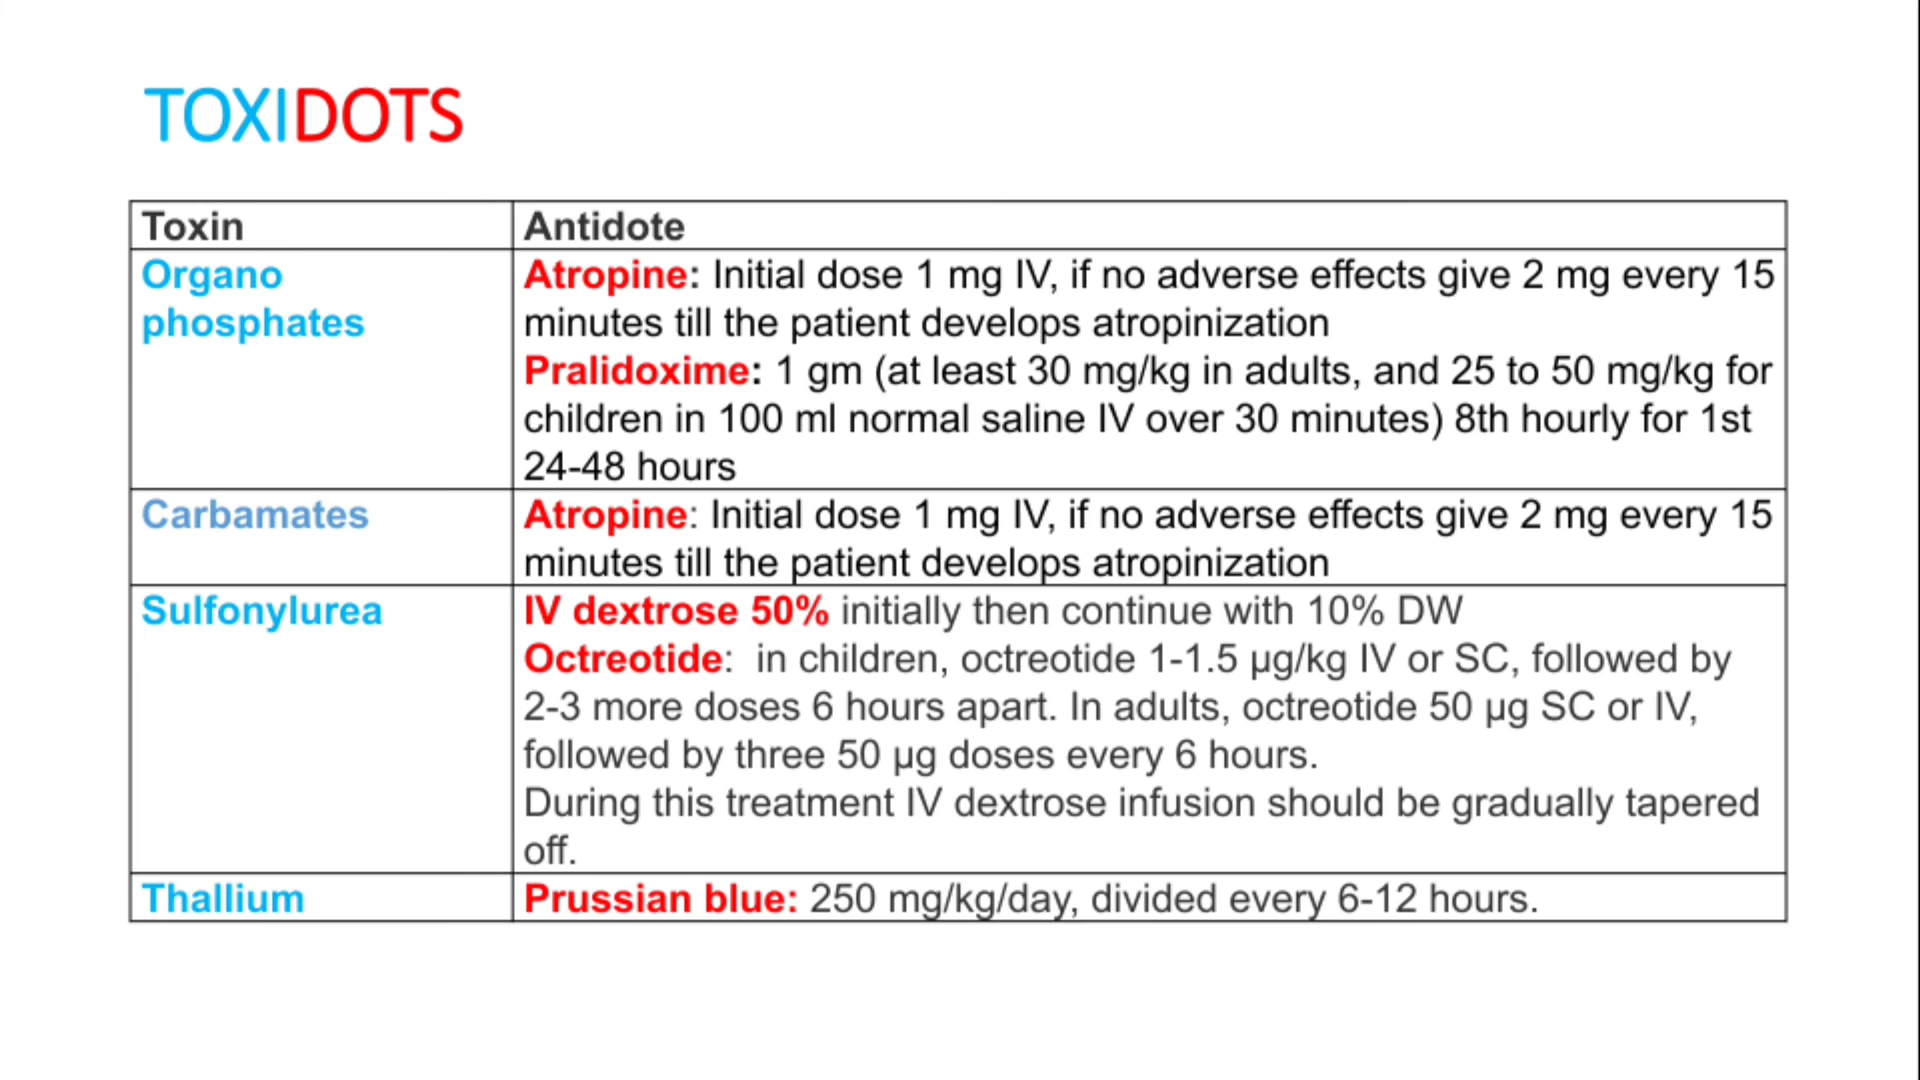 TOXIDOTS
Toxin
Antidote
Organo
phosphates
Atropine: Initial dose 1 mg IV, if no adverse effects give 2 mg every 15
minutes till the patient develops atropinization
Pralidoxime: 1 gm (at least 30 mg/kg in adults, and 25 to 50 mg/kg for
children in 100 ml normal saline IV over 30 minutes) 8th hourly for 1st
24-48 hours
Carbamates
Atropine: Initial dose 1 mg IV, if no adverse effects give 2 mg every 15
minutes till the patient develops atropinization
Sulfonylurea
IV dextrose 50% initially then continue with 10% DW
Octreotide:  in children, octreotide 1-1.5 µg/kg IV or SC, followed by
2-3 more doses 6 hours apart. In adults, octreotide 50 µg SC or IV,
followed by three 50 µg doses every 6 hours.
During this treatment IV dextrose infusion should be gradually tapered
off.
Thallium
Prussian blue: 250 mg/kg/day, divided every 6-12 hours.